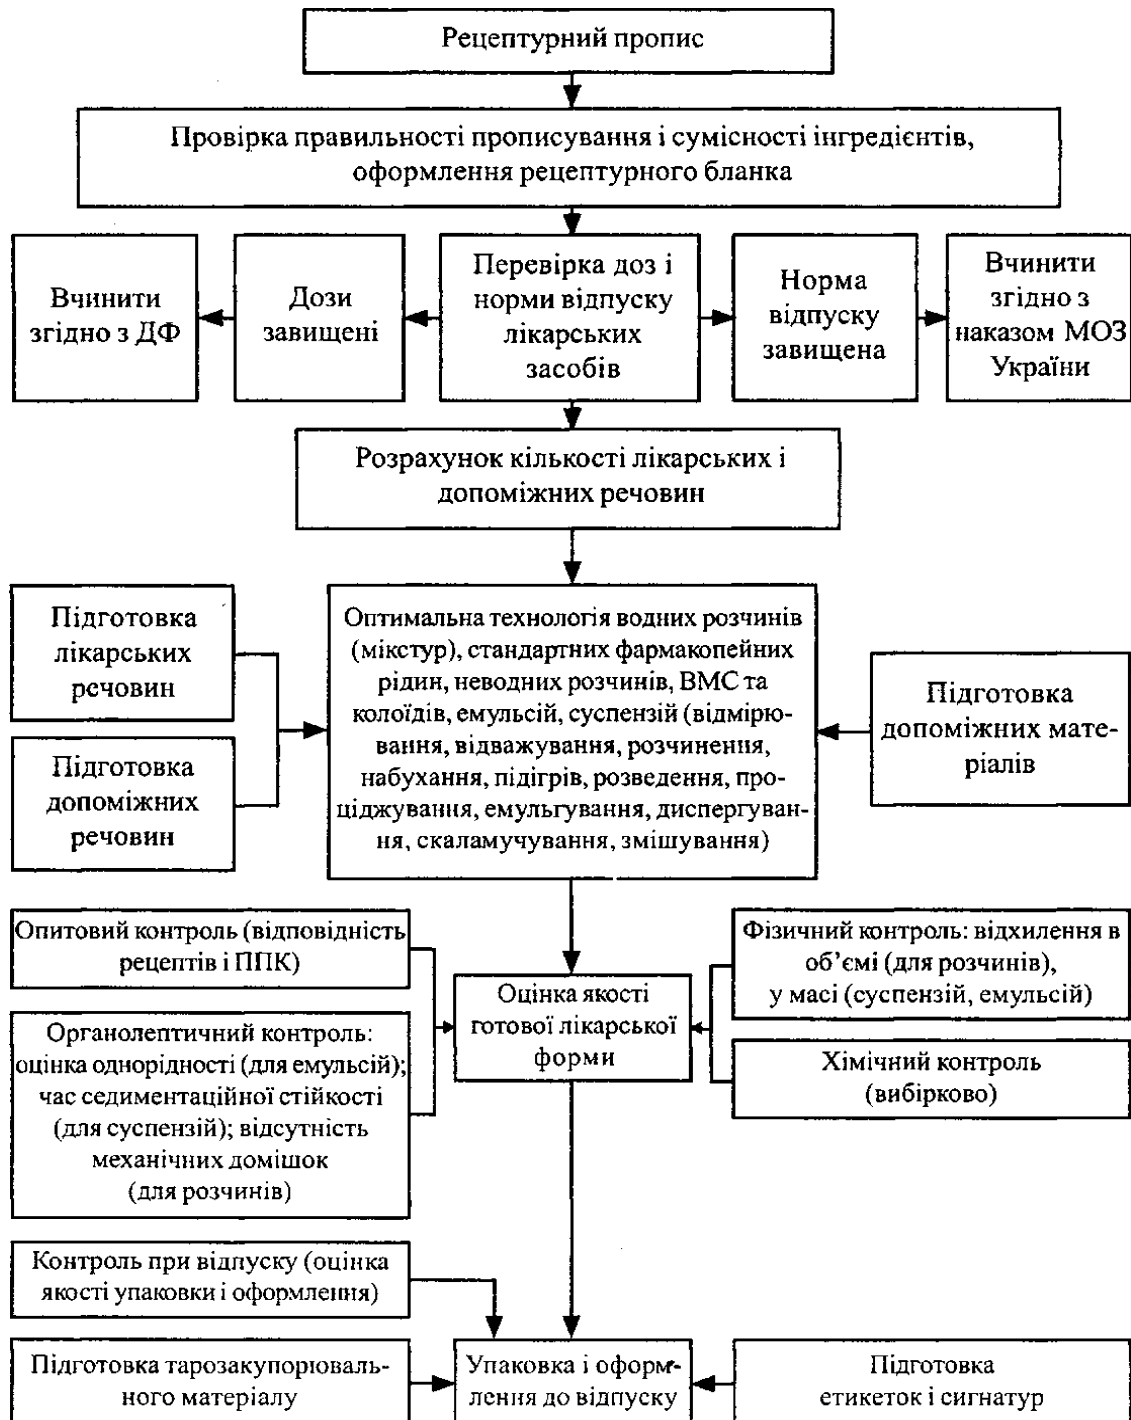 Рецептурний пропис
Провірка правильності прописування і сумісності інгредієнтів,
оформлення рецептурного бланка
Вчинити
згідно з ДФ
Дози
завищені
Перевірка доз і
норми відпуску
лікарських
засобів
Норма
відпуску
завищена
Вчинити
згідно з
наказом МОЗ
України
Розрахунок кількості лікарських і
допоміжних речовин
Підготовка
лікарських
речовин
Підготовка
допоміжних
речовин
Оптимальна технологія водних розчинів
(мікстур), стандартних фармакопейних
рідин, неводних розчинів, ВМС та
колоїдів, емульсій, суспензій (відмірю-
вання, відважування, розчинення,
набухання, підігрів, розведення, про-
ціджування, емульгування, диспергуван-
ня, скаламучування, змішування)
Підготовка
допоміжних мате-
ріалів
Опитовий контроль (відповідність
рецептів і ППК)
Органолептичний контроль:
оцінка однорідності (для емульсій);
час седиментаційної стійкості
(для суспензій); відсутність
механічних домішок
(для розчинів)
Оцінка якості
готової лікарської
форми
Фізичний контроль: відхилення в
об’ємі (для розчинів),
у масі (суспензій, емульсій)
Хімічний контроль
(вибірково)
Контроль при відпуску (оцінка
якості упаковки і оформлення)
Підготовка тарозакупорюваль-
ного матеріалу
Упаковка і оформ-
лення до відпуску
Підготовка
етикеток і сигнатур